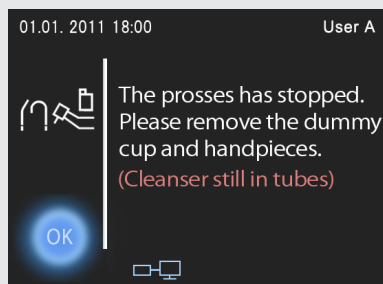 01.01. 2011 18:00 User A
The prosses has stopped.
Please remove the dummy
cup and handpieces.
(Cleanser still in tubes)
OK